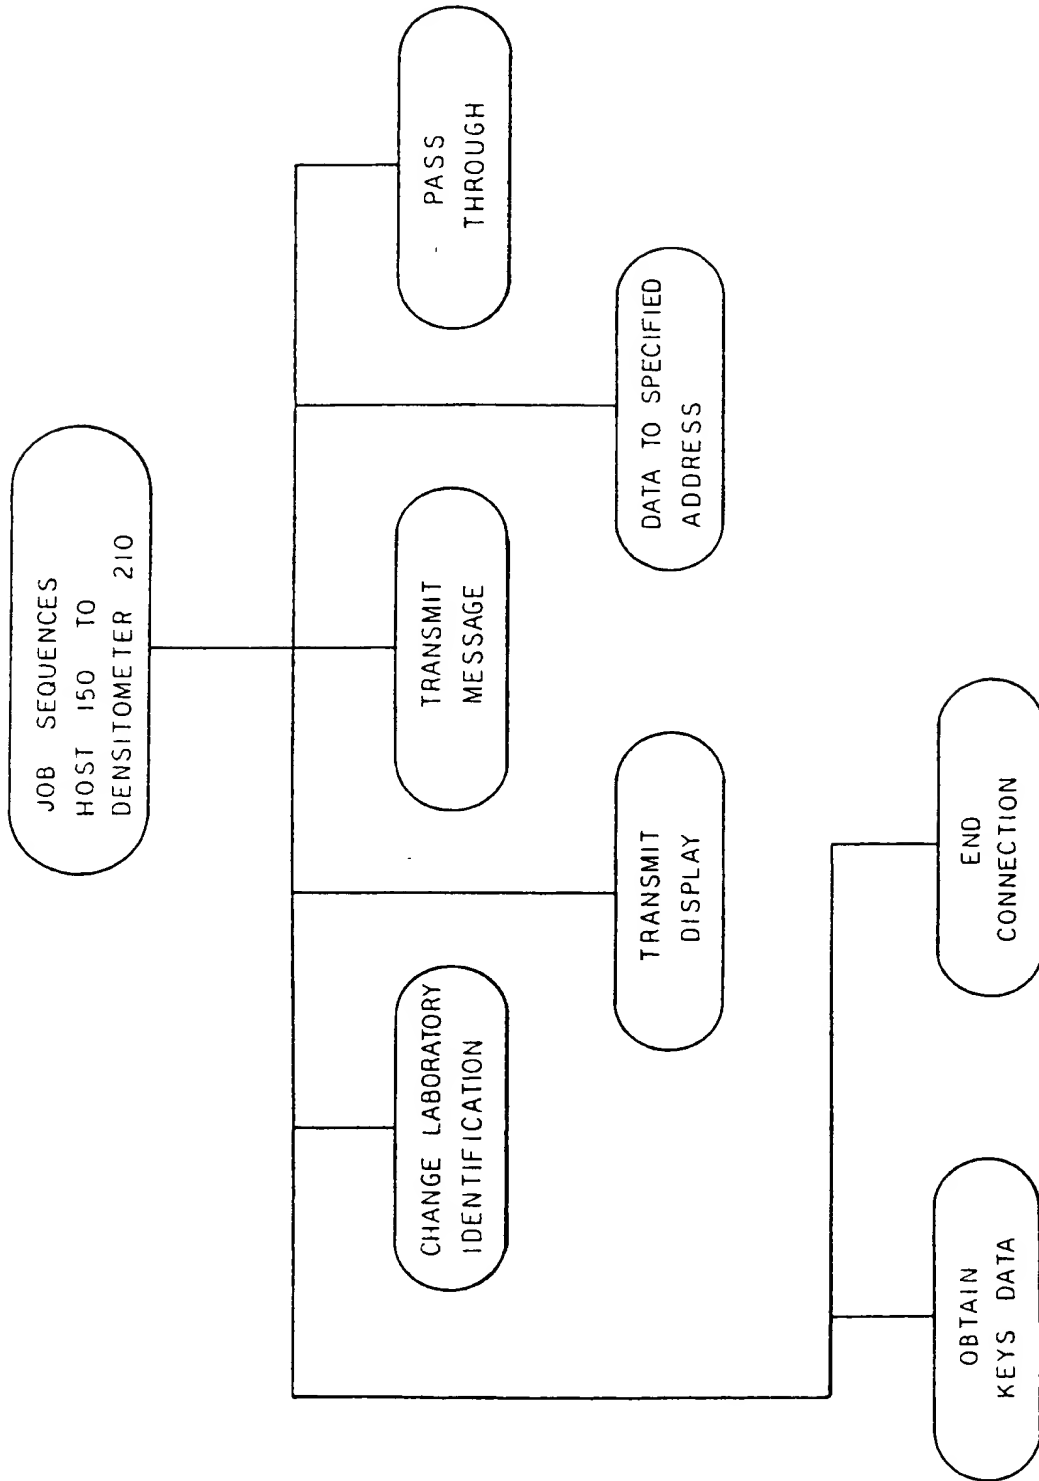 JOB SEQUENCES
HOST 150 TO
DENSITOMETER 210
CHANGE LABORATORY
IDENTIFICATION
TRANSMIT
MESSAGE
PASS
THROUGH
TRANSMIT
DISPLAY
DATA TO SPECIFIED
ADDRESS
OBTAIN
KEYS DATA
END
CONNECTION